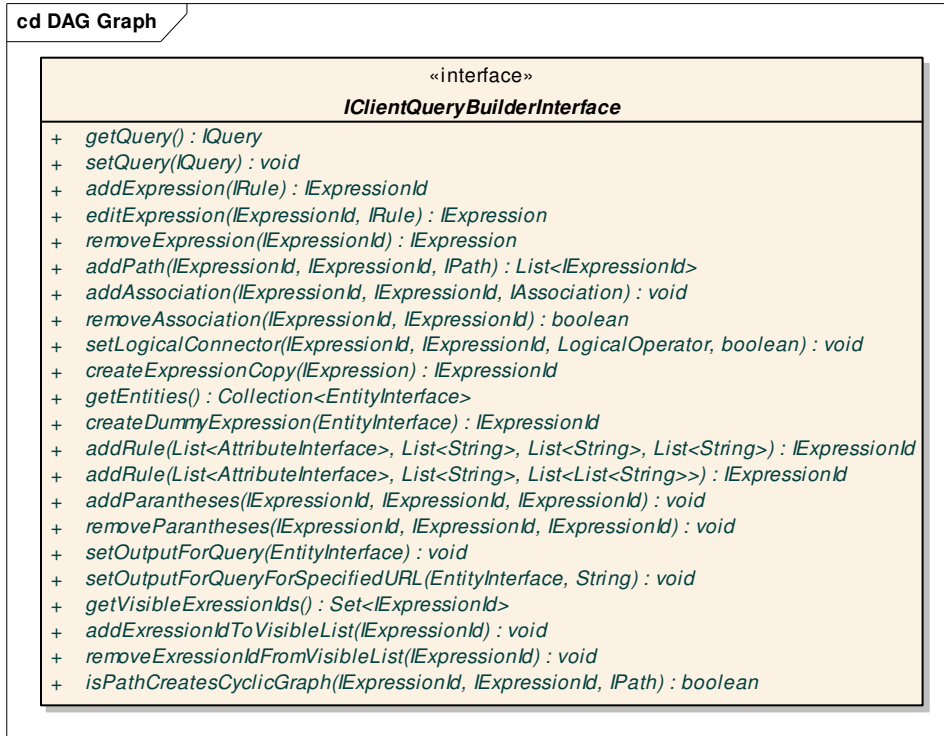 cd DAG Graph
«interface»
IClientQueryBuilderInterface
+ getQuery() : IQuery
+ setQuery(IQuery) : void
+ addExpression(IRule) : IExpressionId
+ editExpression(IExpressionId, IRule) : IExpression
+ removeExpression(IExpressionId) : IExpression
+ addPath(IExpressionId, IExpressionId, IPath) : List<IExpressionId>
+ addAssociation(IExpressionId, IExpressionId, IAssociation) : void
+ removeAssociation(IExpressionId, IExpressionId) : boolean
+ setLogicalConnector(IExpressionId, IExpressionId, LogicalOperator, boolean) : void
+ createExpressionCopy(IExpression) : IExpressionId
+ getEntities() : Collection<EntityInterface>
+ createDummyExpression(EntityInterface) : IExpressionId
+ addRule(List<AttributeInterface>, List<String>, List<String>, List<String>) : IExpressionId
+ addRule(List<AttributeInterface>, List<String>, List<List<String>>) : IExpressionId
+ addParantheses(IExpressionId, IExpressionId, IExpressionId) : void
+ removeParantheses(IExpressionId, IExpressionId, IExpressionId) : void
+ setOutputForQuery(EntityInterface) : void
+ setOutputForQueryForSpecifiedURL(EntityInterface, String) : void
+ getVisibleExressionIds() : Set<IExpressionId>
+ addExressionIdToVisibleList(IExpressionId) : void
+ removeExressionIdFromVisibleList(IExpressionId) : void
+ isPathCreatesCyclicGraph(IExpressionId, IExpressionId, IPath) : boolean